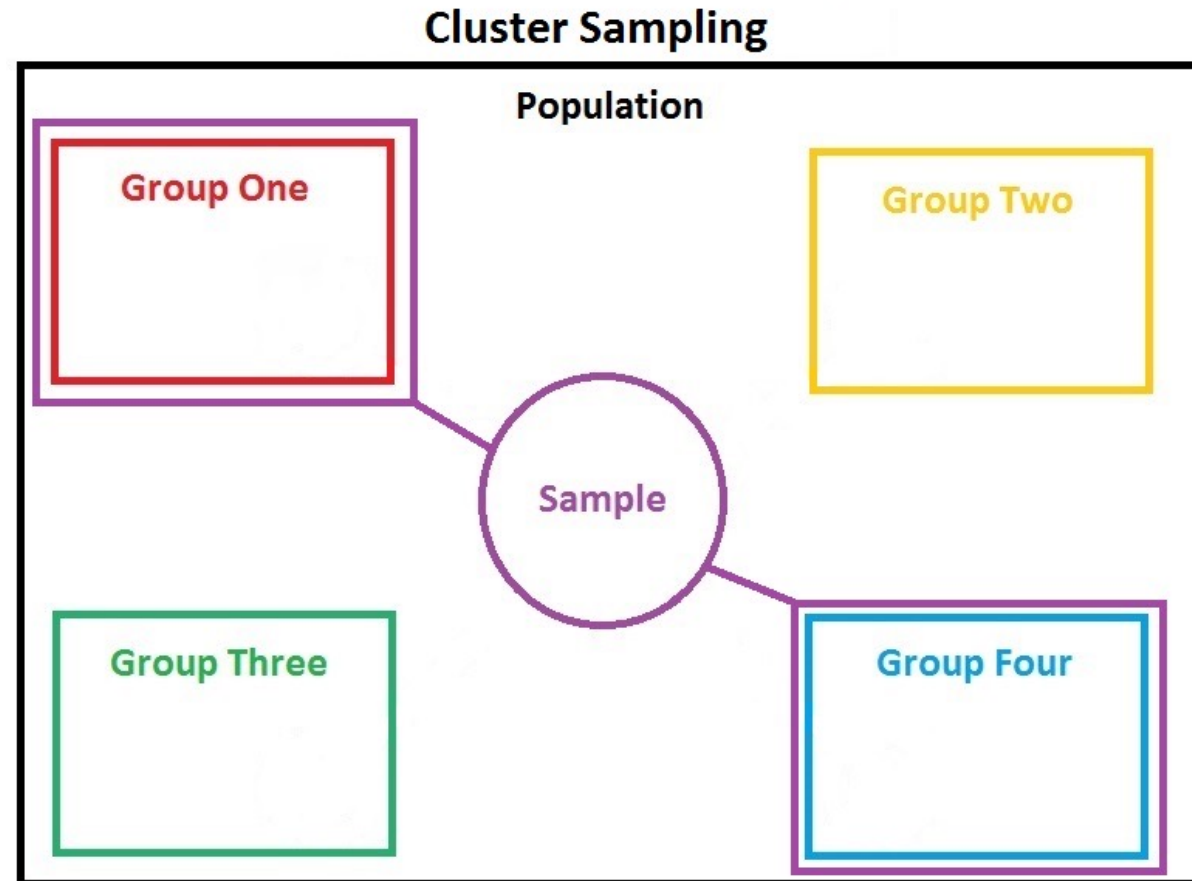 Cluster Sampling
Population
Group One
Group Two
Sample
Group Three
Group Four